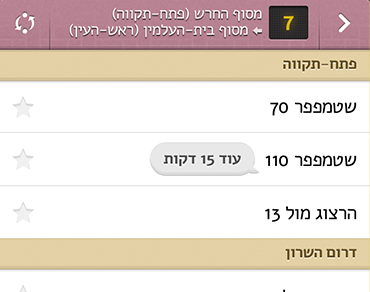 7
מסוף החרש (פתח-תקווה)
← מסוף בית-העלמין (ראש-העין)
פתח-תקווה
שטמפפר 70
שטמפפר 110
עוד 15 דקות
הרצוג מול 13
דרום השרון